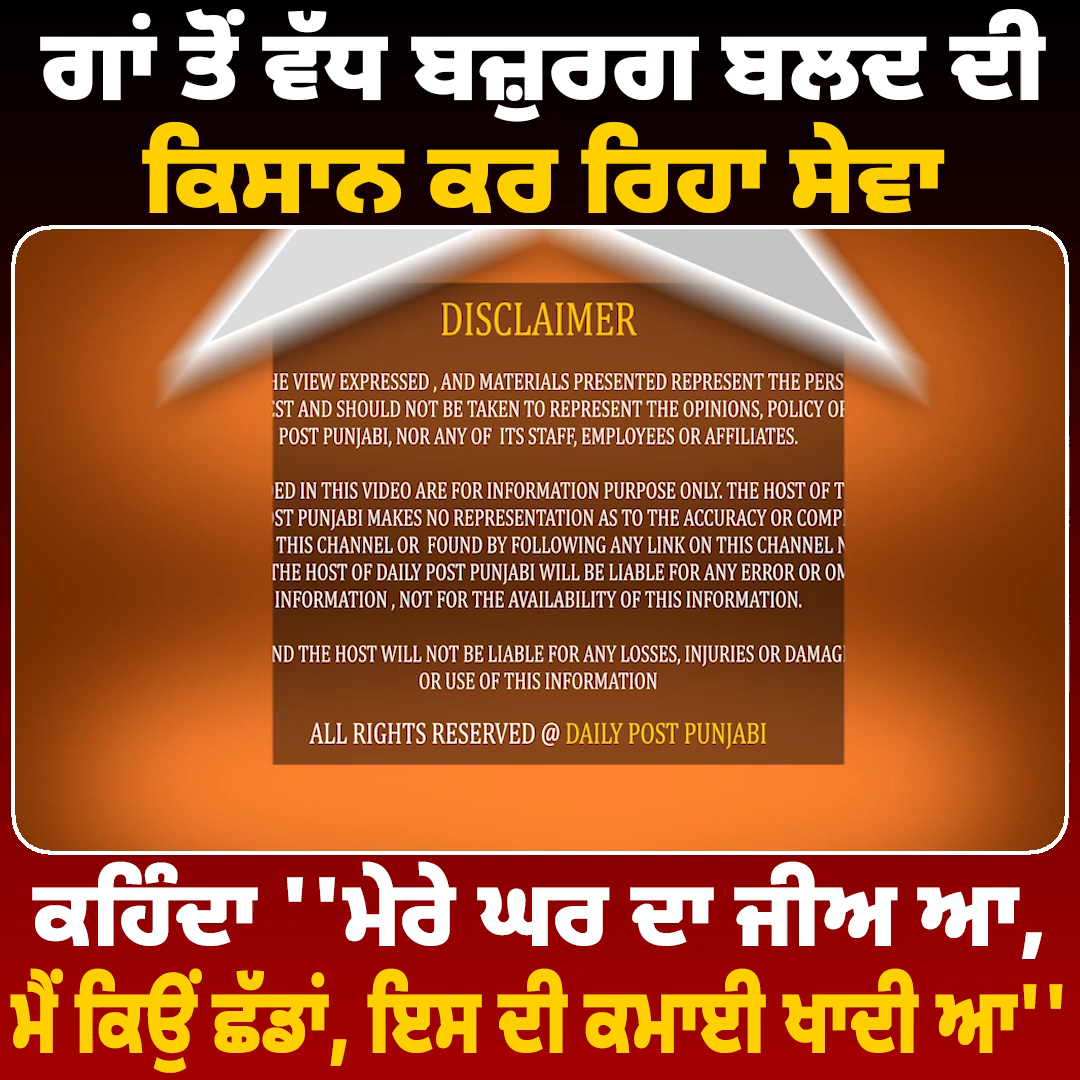 ਗਾਂ ਤੋਂ ਵੱਧ ਬਜ਼ੁਰਗ ਬਲਦ ਦੀ
ਕਿਸਾਨ ਕਰ ਰਿਹਾ ਸੇਵਾ
DISCLAIMER
HE VIEW EXPRESSED , AND MATERIALS PRESENTED REPRESENT THE PERS
ST AND SHOULD NOT BE TAKEN TO REPRESENT THE OPINIONS, POLICY OF
POST PUNJABI, NOR ANY OF ITS STAFF, EMPLOYEES OR AFFILIATES.
DED IN THIS VIDEO ARE FOR INFORMATION PURPOSE ONLY. THE HOST OF T
ST PUNJABI MAKES NO REPRESENTATION AS TO THE ACCURACY OR COMP
THIS CHANNEL OR FOUND BY FOLLOWING ANY LINK ON THIS CHANNEL N
THE HOST OF DAILY POST PUNJABI WILL BE LIABLE FOR ANY ERROR OR OM
INFORMATION , NOT FOR THE AVAILABILITY OF THIS INFORMATION.
ND THE HOST WILL NOT BE LIABLE FOR ANY LOSSES, INJURIES OR DAMAG
OR USE OF THIS INFORMATION
ALL RIGHTS RESERVED @ DAILY POST PUNJABI
ਕਹਿੰਦਾ ''ਮੇਰੇ ਘਰ ਦਾ ਜੀਅ ਆ,
ਮੈਂ ਕਿਉਂ ਛੱਡਾਂ, ਇਸ ਦੀ ਕਮਾਈ ਖਾਦੀ ਆ''